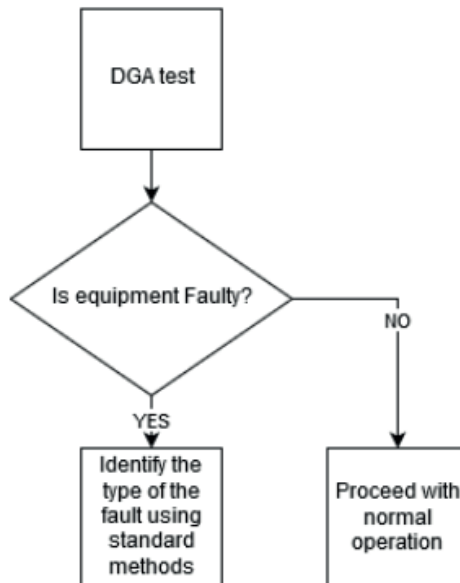 DGA test
Is equipment Faulty?
NO
YES
Identify the
type of the
fault using
standard
methods
Proceed with
normal
operation